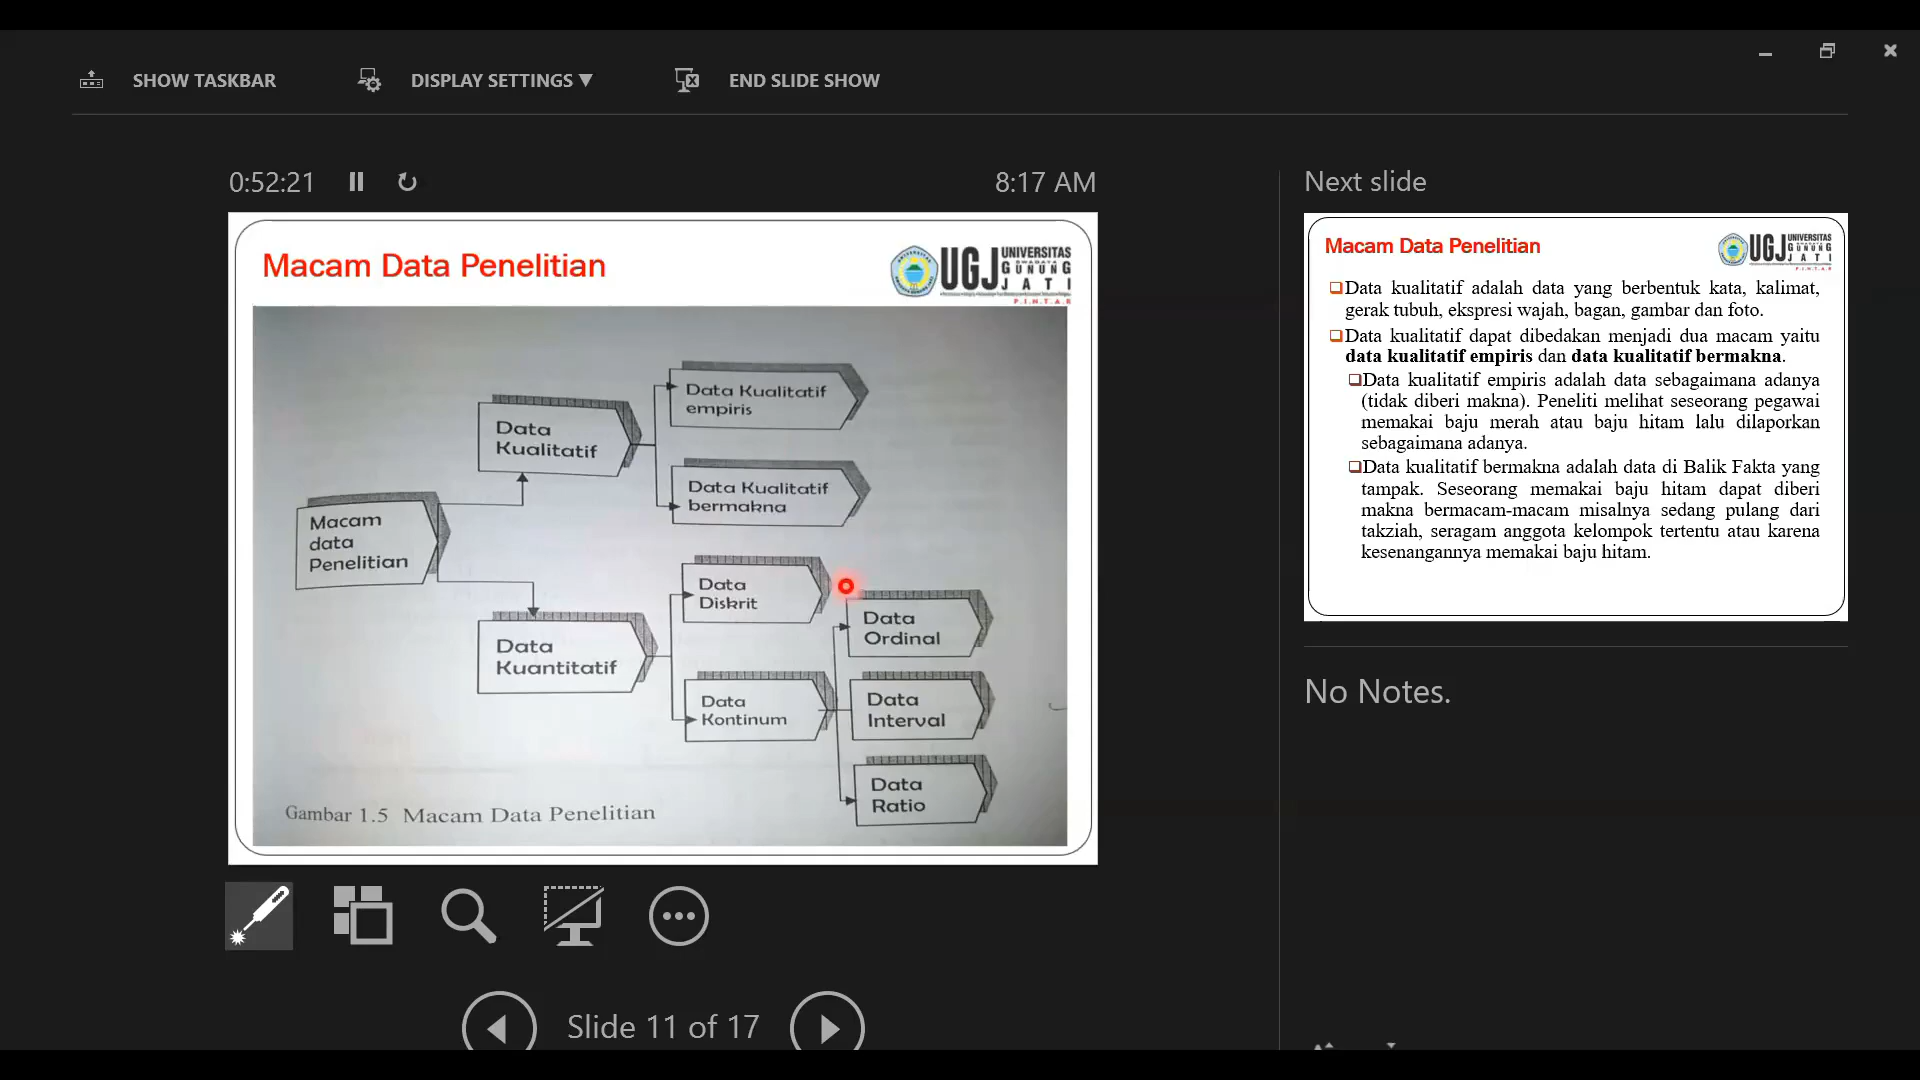 SHOW TASKBAR
DISPLAY SETTINGS ▼
END SLIDE SHOW
0:52:21
8:17 AM
Macam Data Penelitian
UGJ
UNIVERSITAS
SWADAYA
GUNUNG
JATI
P.I.N.T.A.R
Data Kualitatif
empiris
Data
Kualitatif
Data Kualitatif
bermakna
Macam
data
Penelitian
Data
Diskrit
Data
Ordinal
Data
Kuantitatif
Data
Kontinum
Data
Interval
Data
Ratio
Gambar 1.5 Macam Data Penelitian
Slide 11 of 17
Next slide
Macam Data Penelitian
UGJ
UNIVERSITAS
SWADAYA
GUNUNG
JATI
P.I.N.T.A.R
Data kualitatif adalah data yang berbentuk kata, kalimat,
gerak tubuh, ekspresi wajah, bagan, gambar dan foto.
Data kualitatif dapat dibedakan menjadi dua macam yaitu
data kualitatif empiris dan data kualitatif bermakna.
Data kualitatif empiris adalah data sebagaimana adanya
(tidak diberi makna). Peneliti melihat seseorang pegawai
memakai baju merah atau baju hitam lalu dilaporkan
sebagaimana adanya.
Data kualitatif bermakna adalah data di Balik Fakta yang
tampak. Seseorang memakai baju hitam dapat diberi
makna bermacam-macam misalnya sedang pulang dari
takziah, seragam anggota kelompok tertentu atau karena
kesenangannya memakai baju hitam.
No Notes.